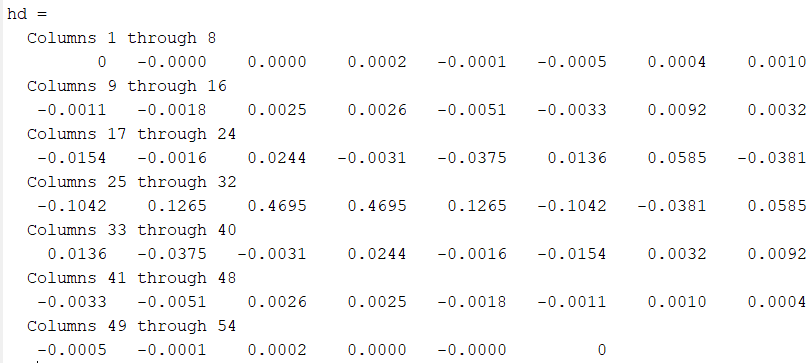 hd =
Columns 1 through 8
0 -0.0000 0.0000 0.0002 -0.0001 -0.0005 0.0004 0.0010
Columns 9 through 16
-0.0011 -0.0018 0.0025 0.0026 -0.0051 -0.0033 0.0092 0.0032
Columns 17 through 24
-0.0154 -0.0016 0.0244 -0.0031 -0.0375 0.0136 0.0585 -0.0381
Columns 25 through 32
-0.1042 0.1265 0.4695 0.4695 0.1265 -0.1042 -0.0381 0.0585
Columns 33 through 40
0.0136 -0.0375 -0.0031 0.0244 -0.0016 -0.0154 0.0032 0.0092
Columns 41 through 48
-0.0033 -0.0051 0.0026 0.0025 -0.0018 -0.0011 0.0010 0.0004
Columns 49 through 54
-0.0005 -0.0001 0.0002 0.0000 -0.0000 0